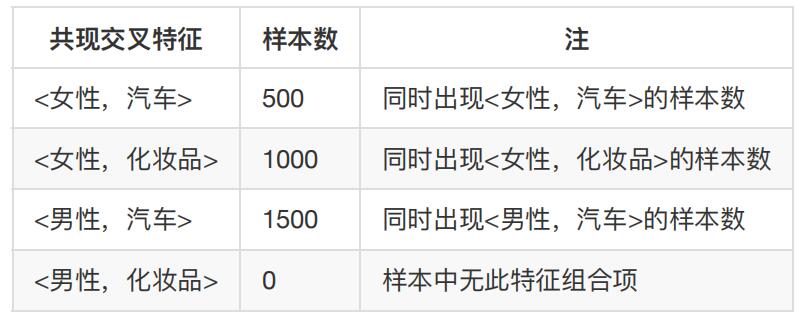 共现交叉特征 样本数 注
<女性，汽车> 500 同时出现<女性，汽车>的样本数
<女性，化妆品> 1000 同时出现<女性，化妆品>的样本数
<男性，汽车> 1500 同时出现<男性，汽车>的样本数
<男性，化妆品> 0 样本中无此特征组合项